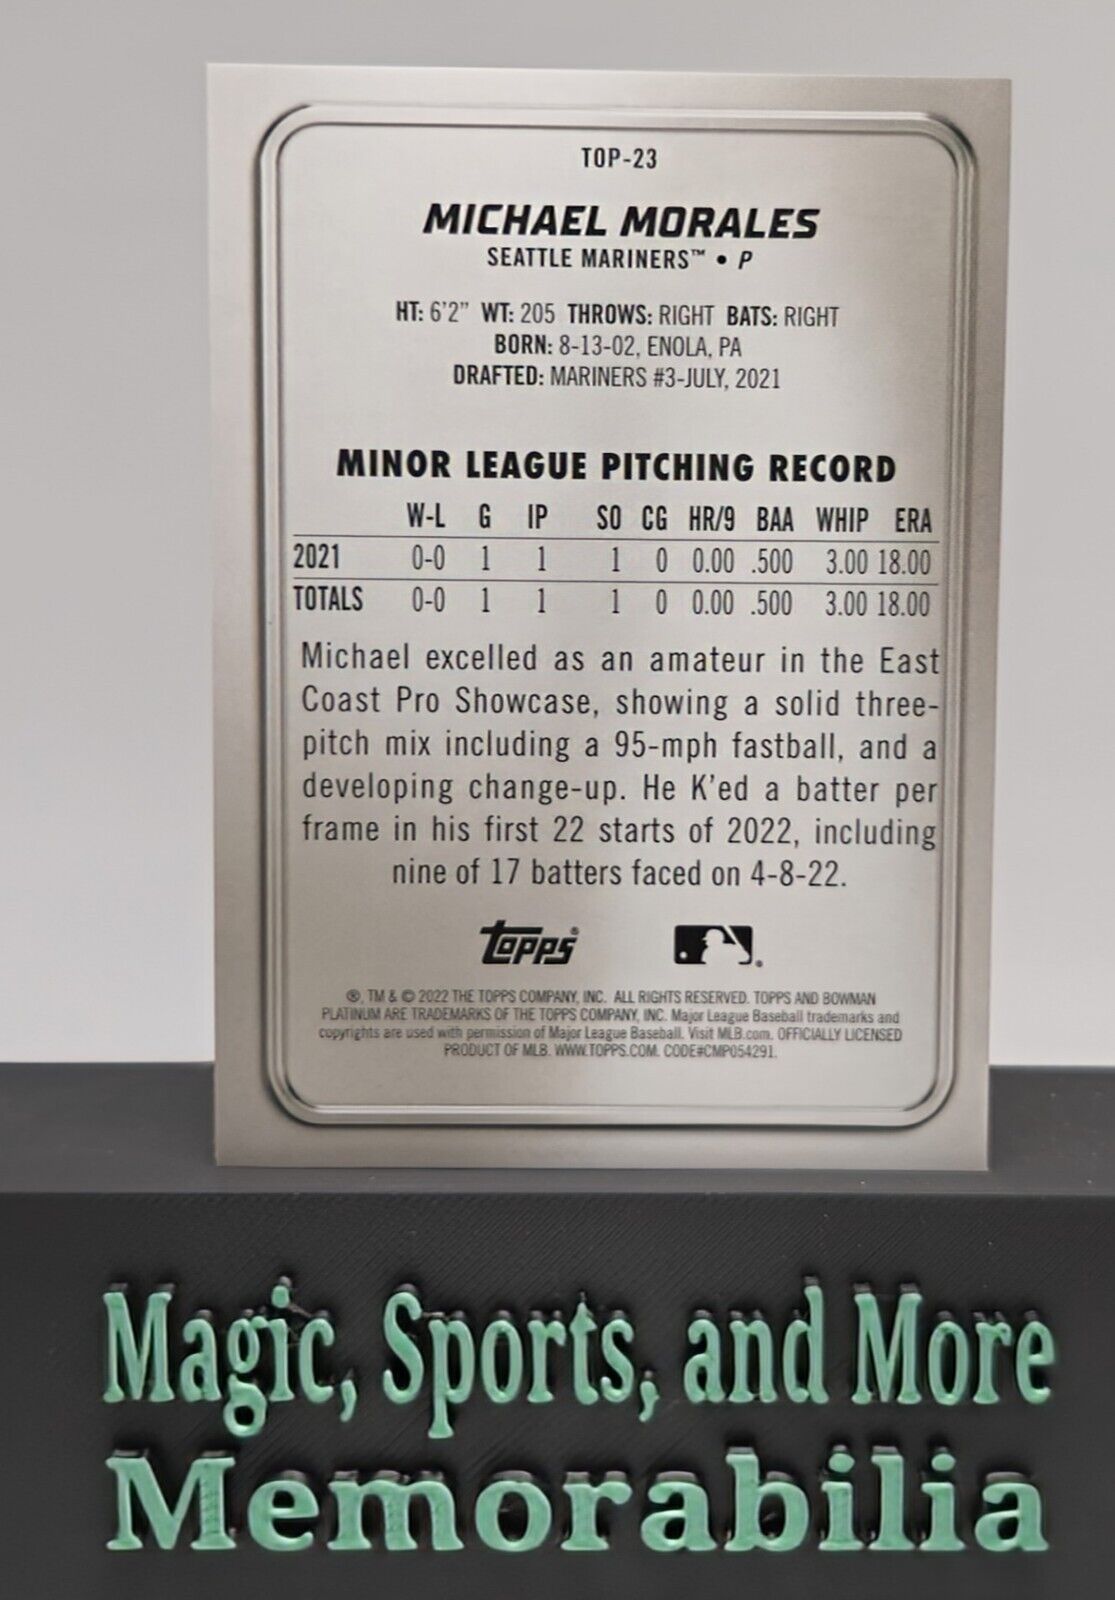 TOP-23
MICHAEL MORALES
SEATTLE MARINERS™ • P
HT: 6'2" WT: 205 THROWS: RIGHT BATS: RIGHT
BORN: 8-13-02, ENOLA, PA
DRAFTED: MARINERS #3-JULY, 2021
MINOR LEAGUE PITCHING RECORD
W-L G IP SO CG HR/9 BAA WHIP ERA
2021 0-0 1 1 1 0 0.00 .500 3.00 18.00
TOTALS 0-0 1 1 1 0 0.00 .500 3.00 18.00
Michael excelled as an amateur in the East
Coast Pro Showcase, showing a solid three-
pitch mix including a 95-mph fastball, and a
developing change-up. He K'ed a batter per
frame in his first 22 starts of 2022, including
nine of 17 batters faced on 4-8-22.
Topps® ®
®, TM & © 2022 THE TOPPS COMPANY, INC. ALL RIGHTS RESERVED. TOPPS AND BOWMAN
PLATINUM ARE TRADEMARKS OF THE TOPPS COMPANY, INC. Major League Baseball trademarks and
copyrights are used with permission of Major League Baseball. Visit MLB.com. OFFICIALLY LICENSED
PRODUCT OF MLB. WWW.TOPPS.COM. CODE#CMP054291.
Magic, Sports, and More
Memorabilia